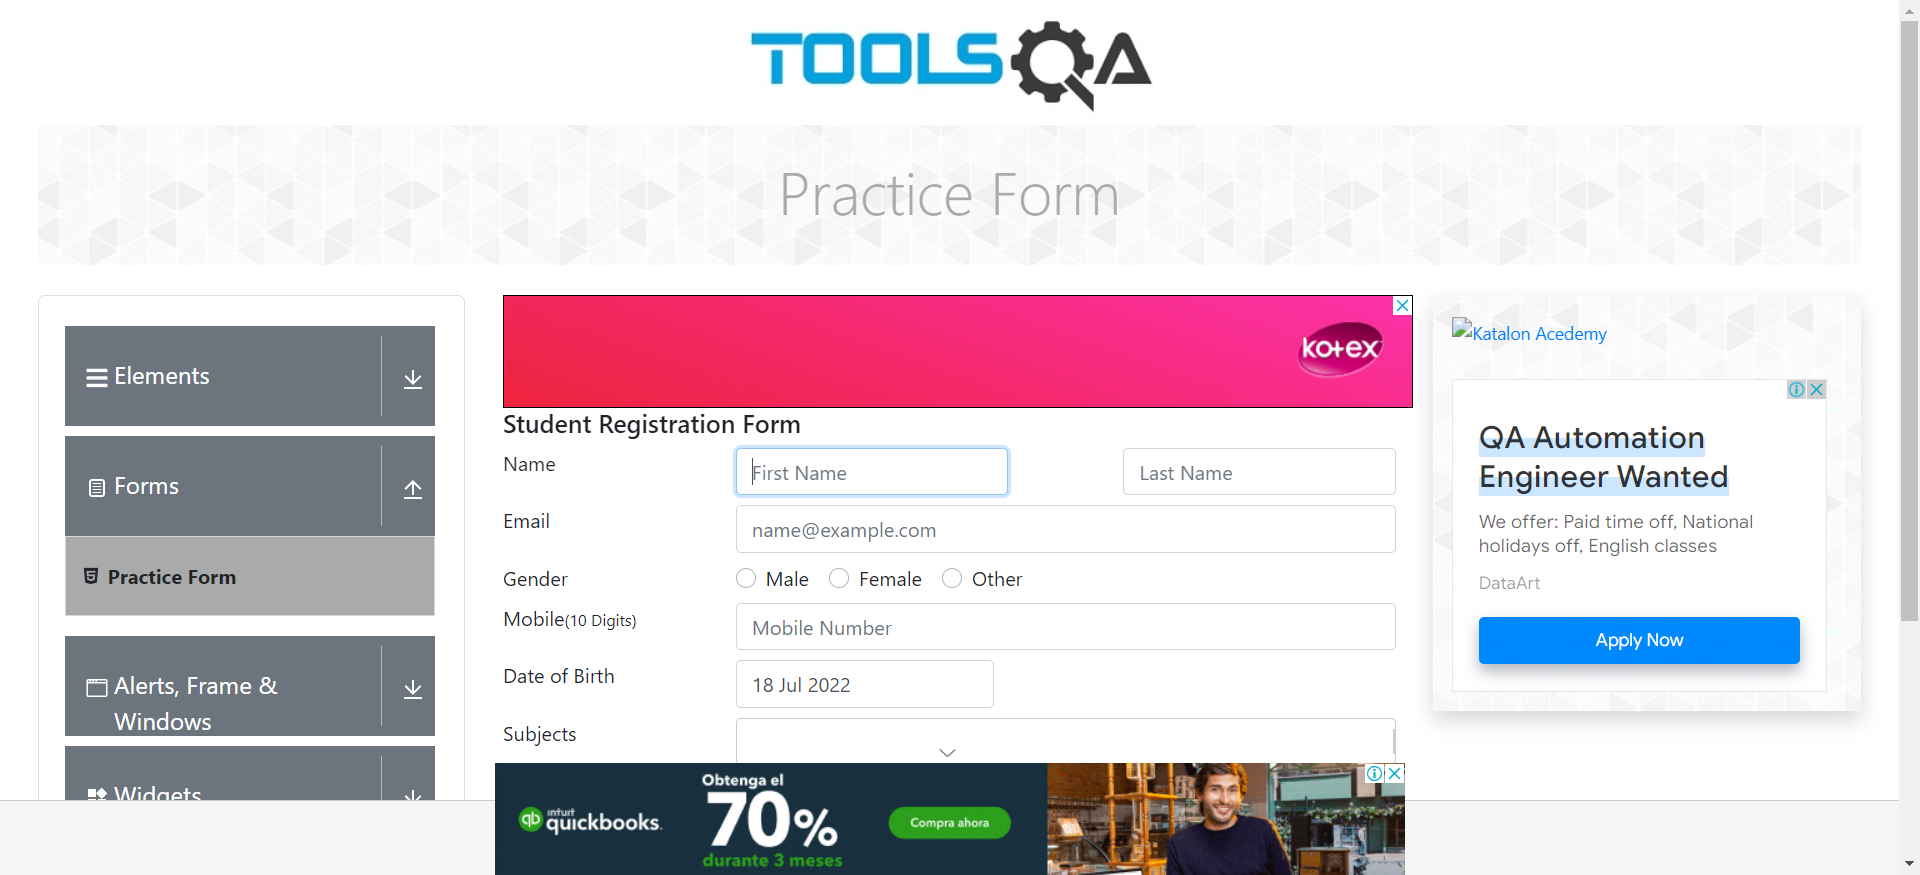 TOOLSQA
Practice Form
Elements
Forms
Practice Form
Alerts, Frame &
Windows
Widgets
kotex
Student Registration Form
Name
First Name
Last Name
Email
name@example.com
Gender
Male
Female
Other
Mobile(10 Digits)
Mobile Number
Date of Birth
18 Jul 2022
Subjects
Katalon Acedemy
QA Automation
Engineer Wanted
We offer: Paid time off, National
holidays off, English classes
DataArt
Apply Now
qb intuit
quickbooks.
Obtenga el
70%
durante 3 meses
Compra ahora